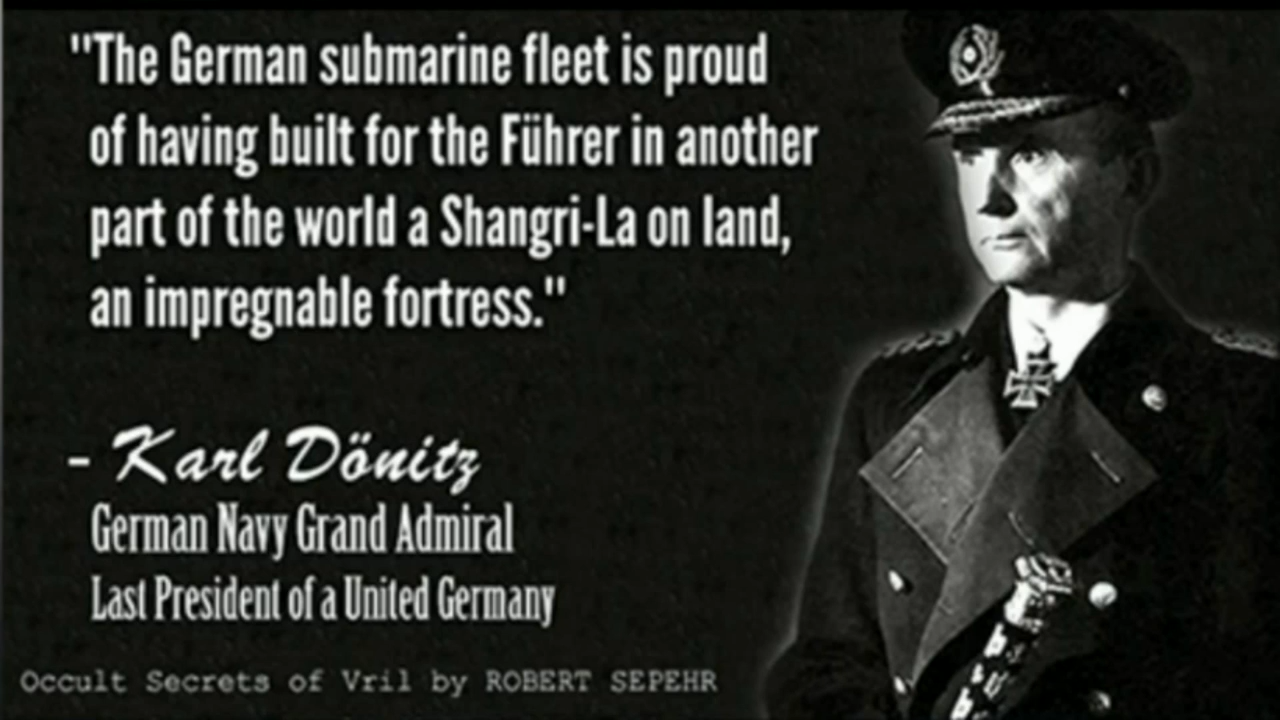 "The German submarine fleet is proud
of having built for the Führer in another
part of the world a Shangri-La on land,
an impregnable fortress."
- Karl Dönitz
German Navy Grand Admiral
Last President of a United Germany
Occult Secrets of Vril by ROBERT SEPEHR